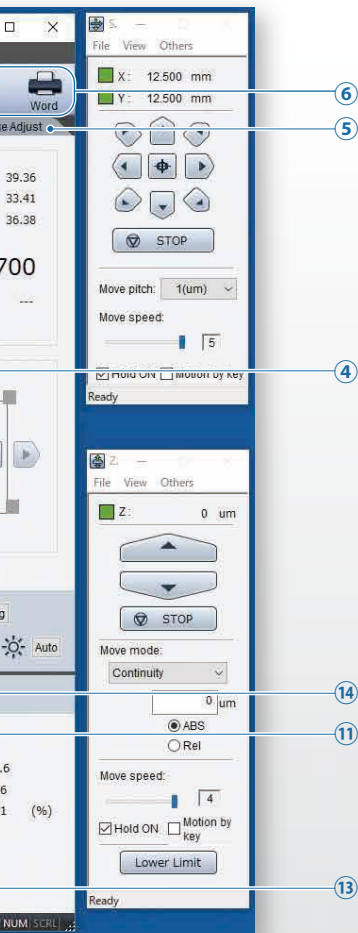 S.
File View Others
X: 12.500 mm
Y: 12.500 mm
STOP
Move pitch: 1(um)
Move speed:
5
Hold ON Motion by key
Ready
Word
e Adjust
39.36
33.41
36.38
700
---
g
Auto
.6
6
1 (%)
NUM SCRL
Z.
File View Others
Z: 0 um
STOP
Move mode:
Continuity
0 um
ABS
Rel
Move speed:
4
Hold ON Motion by
key
Lower Limit
Ready
6
5
4
14
11
13